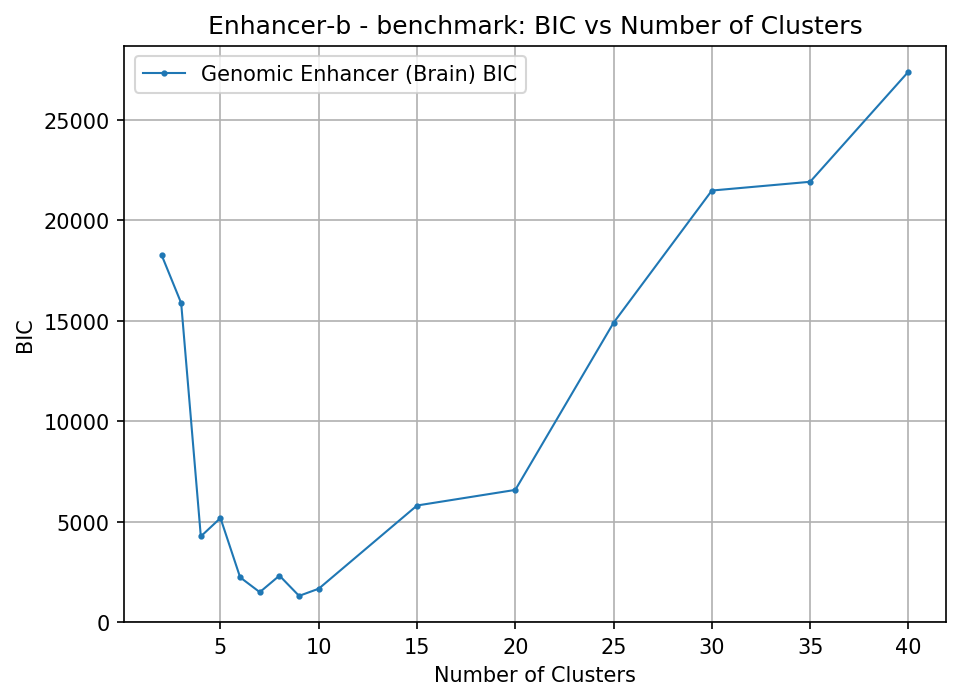 Enhancer-b - benchmark: BIC vs Number of Clusters
Genomic Enhancer (Brain) BIC
BIC
25000
20000
15000
10000
5000
0
5 10 15 20 25 30 35 40
Number of Clusters